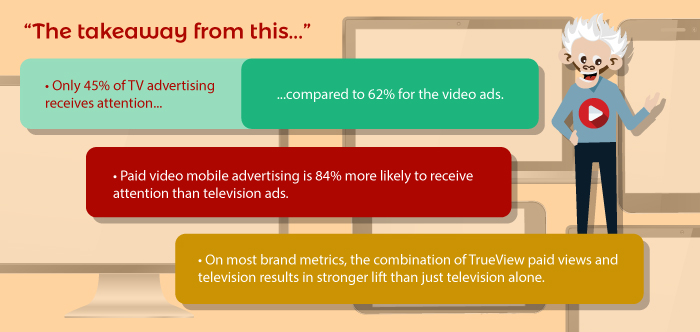 “The takeaway from this...”
• Only 45% of TV advertising
receives attention...
...compared to 62% for the video ads.
• Paid video mobile advertising is 84% more likely to receive
attention than television ads.
• On most brand metrics, the combination of TrueView paid views and
television results in stronger lift than just television alone.